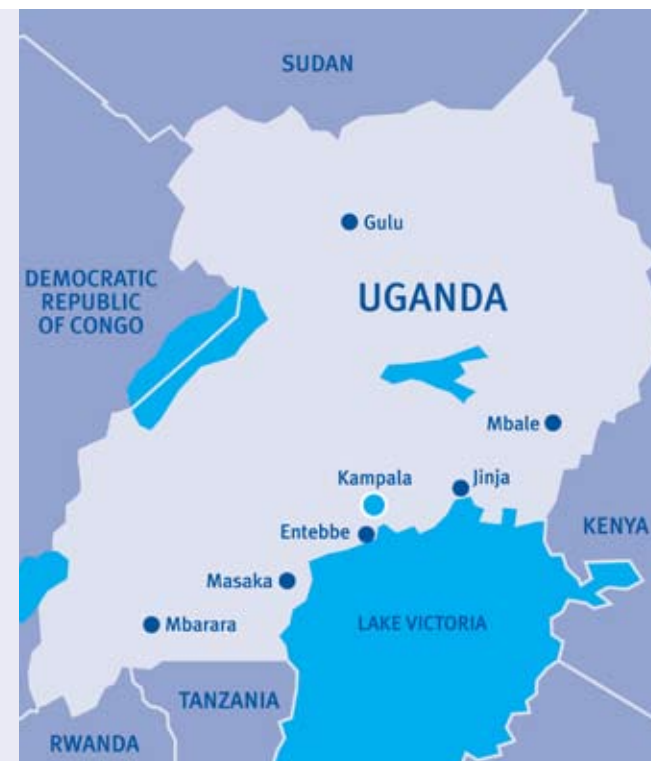 SUDAN
Gulu
DEMOCRATIC
REPUBLIC
OF CONGO
UGANDA
Mbale
Kampala
Jinja
Entebbe
KENYA
Masaka
Mbarara
LAKE VICTORIA
TANZANIA
RWANDA